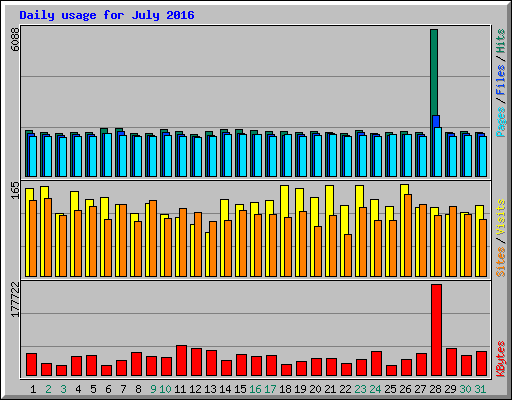 Daily usage for July 2016
6088
Pages / Files / Hits
165
Sites / Visits
177722
KBytes
1 2 3 4 5 6 7 8 9 10 11 12 13 14 15 16 17 18 19 20 21 22 23 24 25 26 27 28 29 30 31